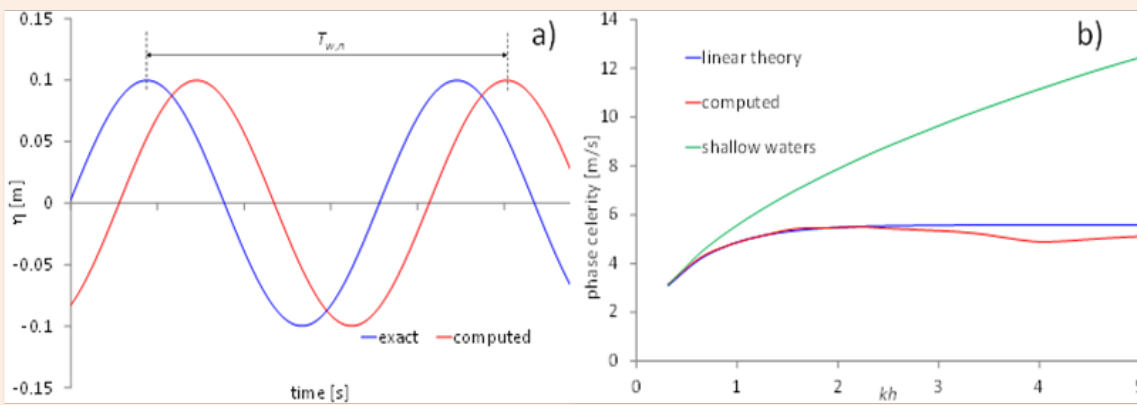 0.15
a)
T_{w,n}
0.1
0.05
η [m]
0
-0.05
-0.1
exact
computed
-0.15
time [s]
b)
14
linear theory
12
computed
10
shallow waters
phase celerity [m/s]
8
6
4
2
0
0
1
2
3
4
5
kh